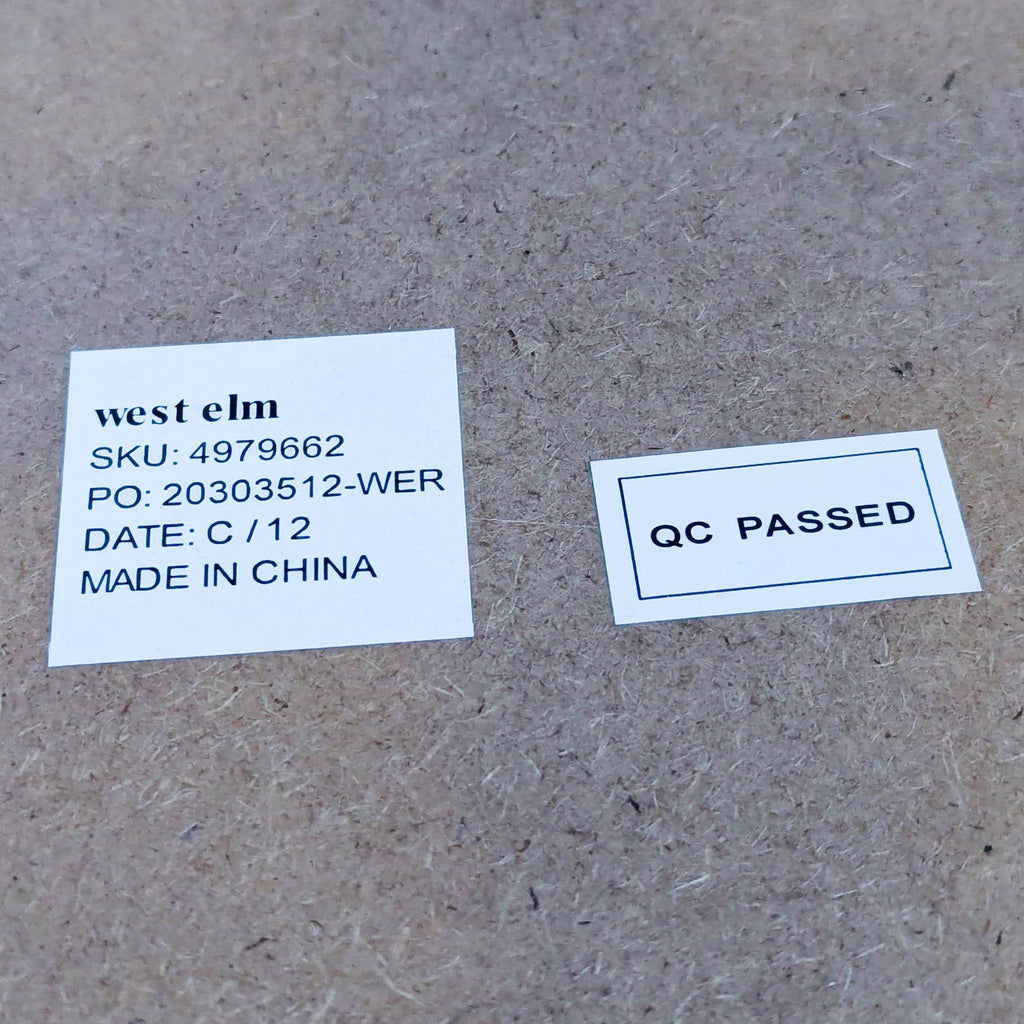 west elm
SKU: 4979662
PO: 20303512-WER
DATE: C / 12
MADE IN CHINA
QC PASSED